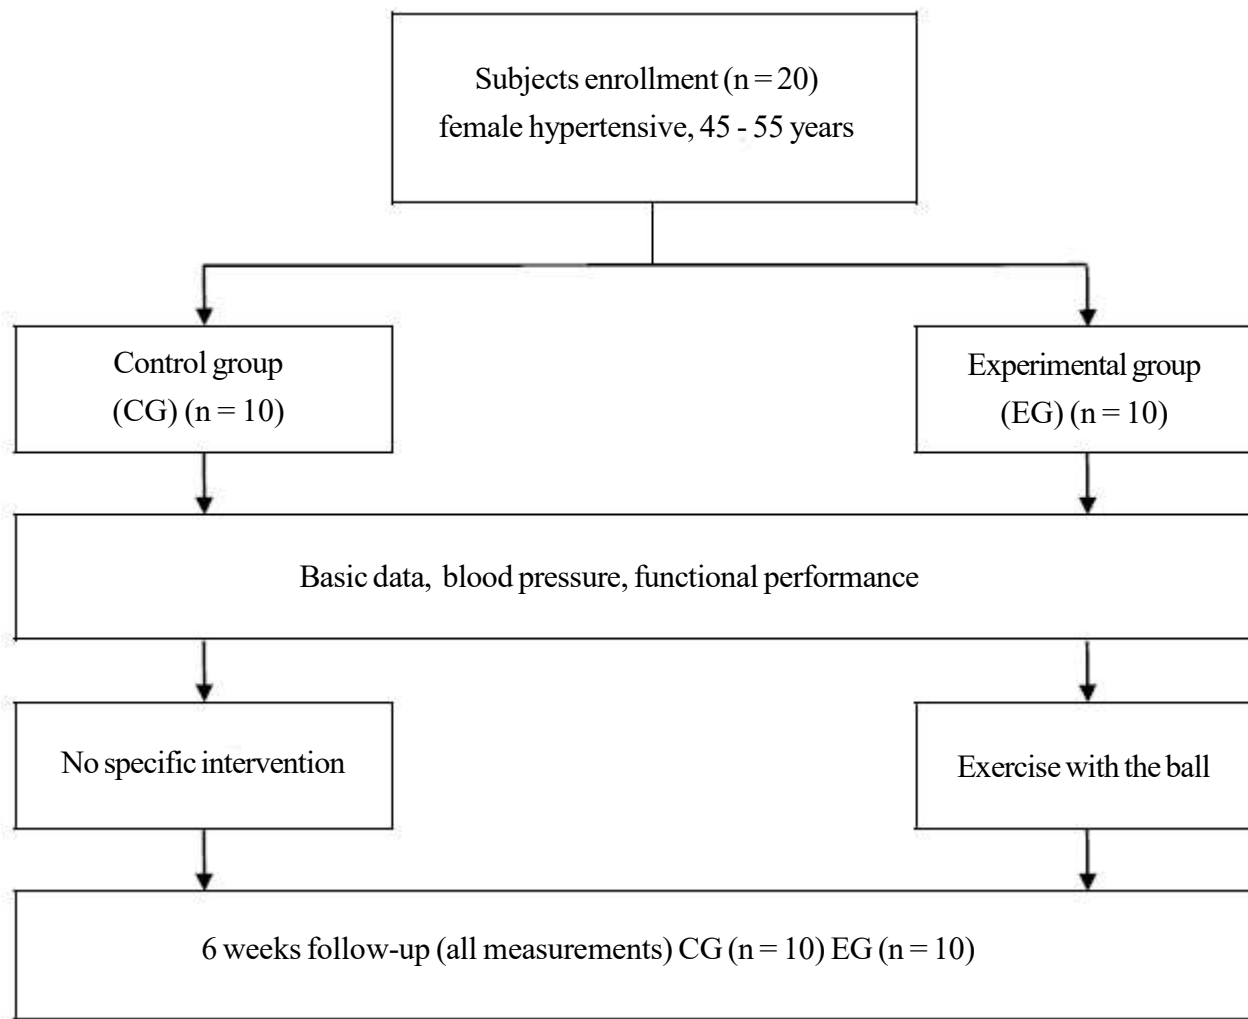 Subjects enrollment (n = 20)
female hypertensive, 45 - 55 years
Control group
(CG) (n = 10)
Experimental group
(EG) (n = 10)
Basic data, blood pressure, functional performance
No specific intervention
Exercise with the ball
6 weeks follow-up (all measurements) CG (n = 10) EG (n = 10)